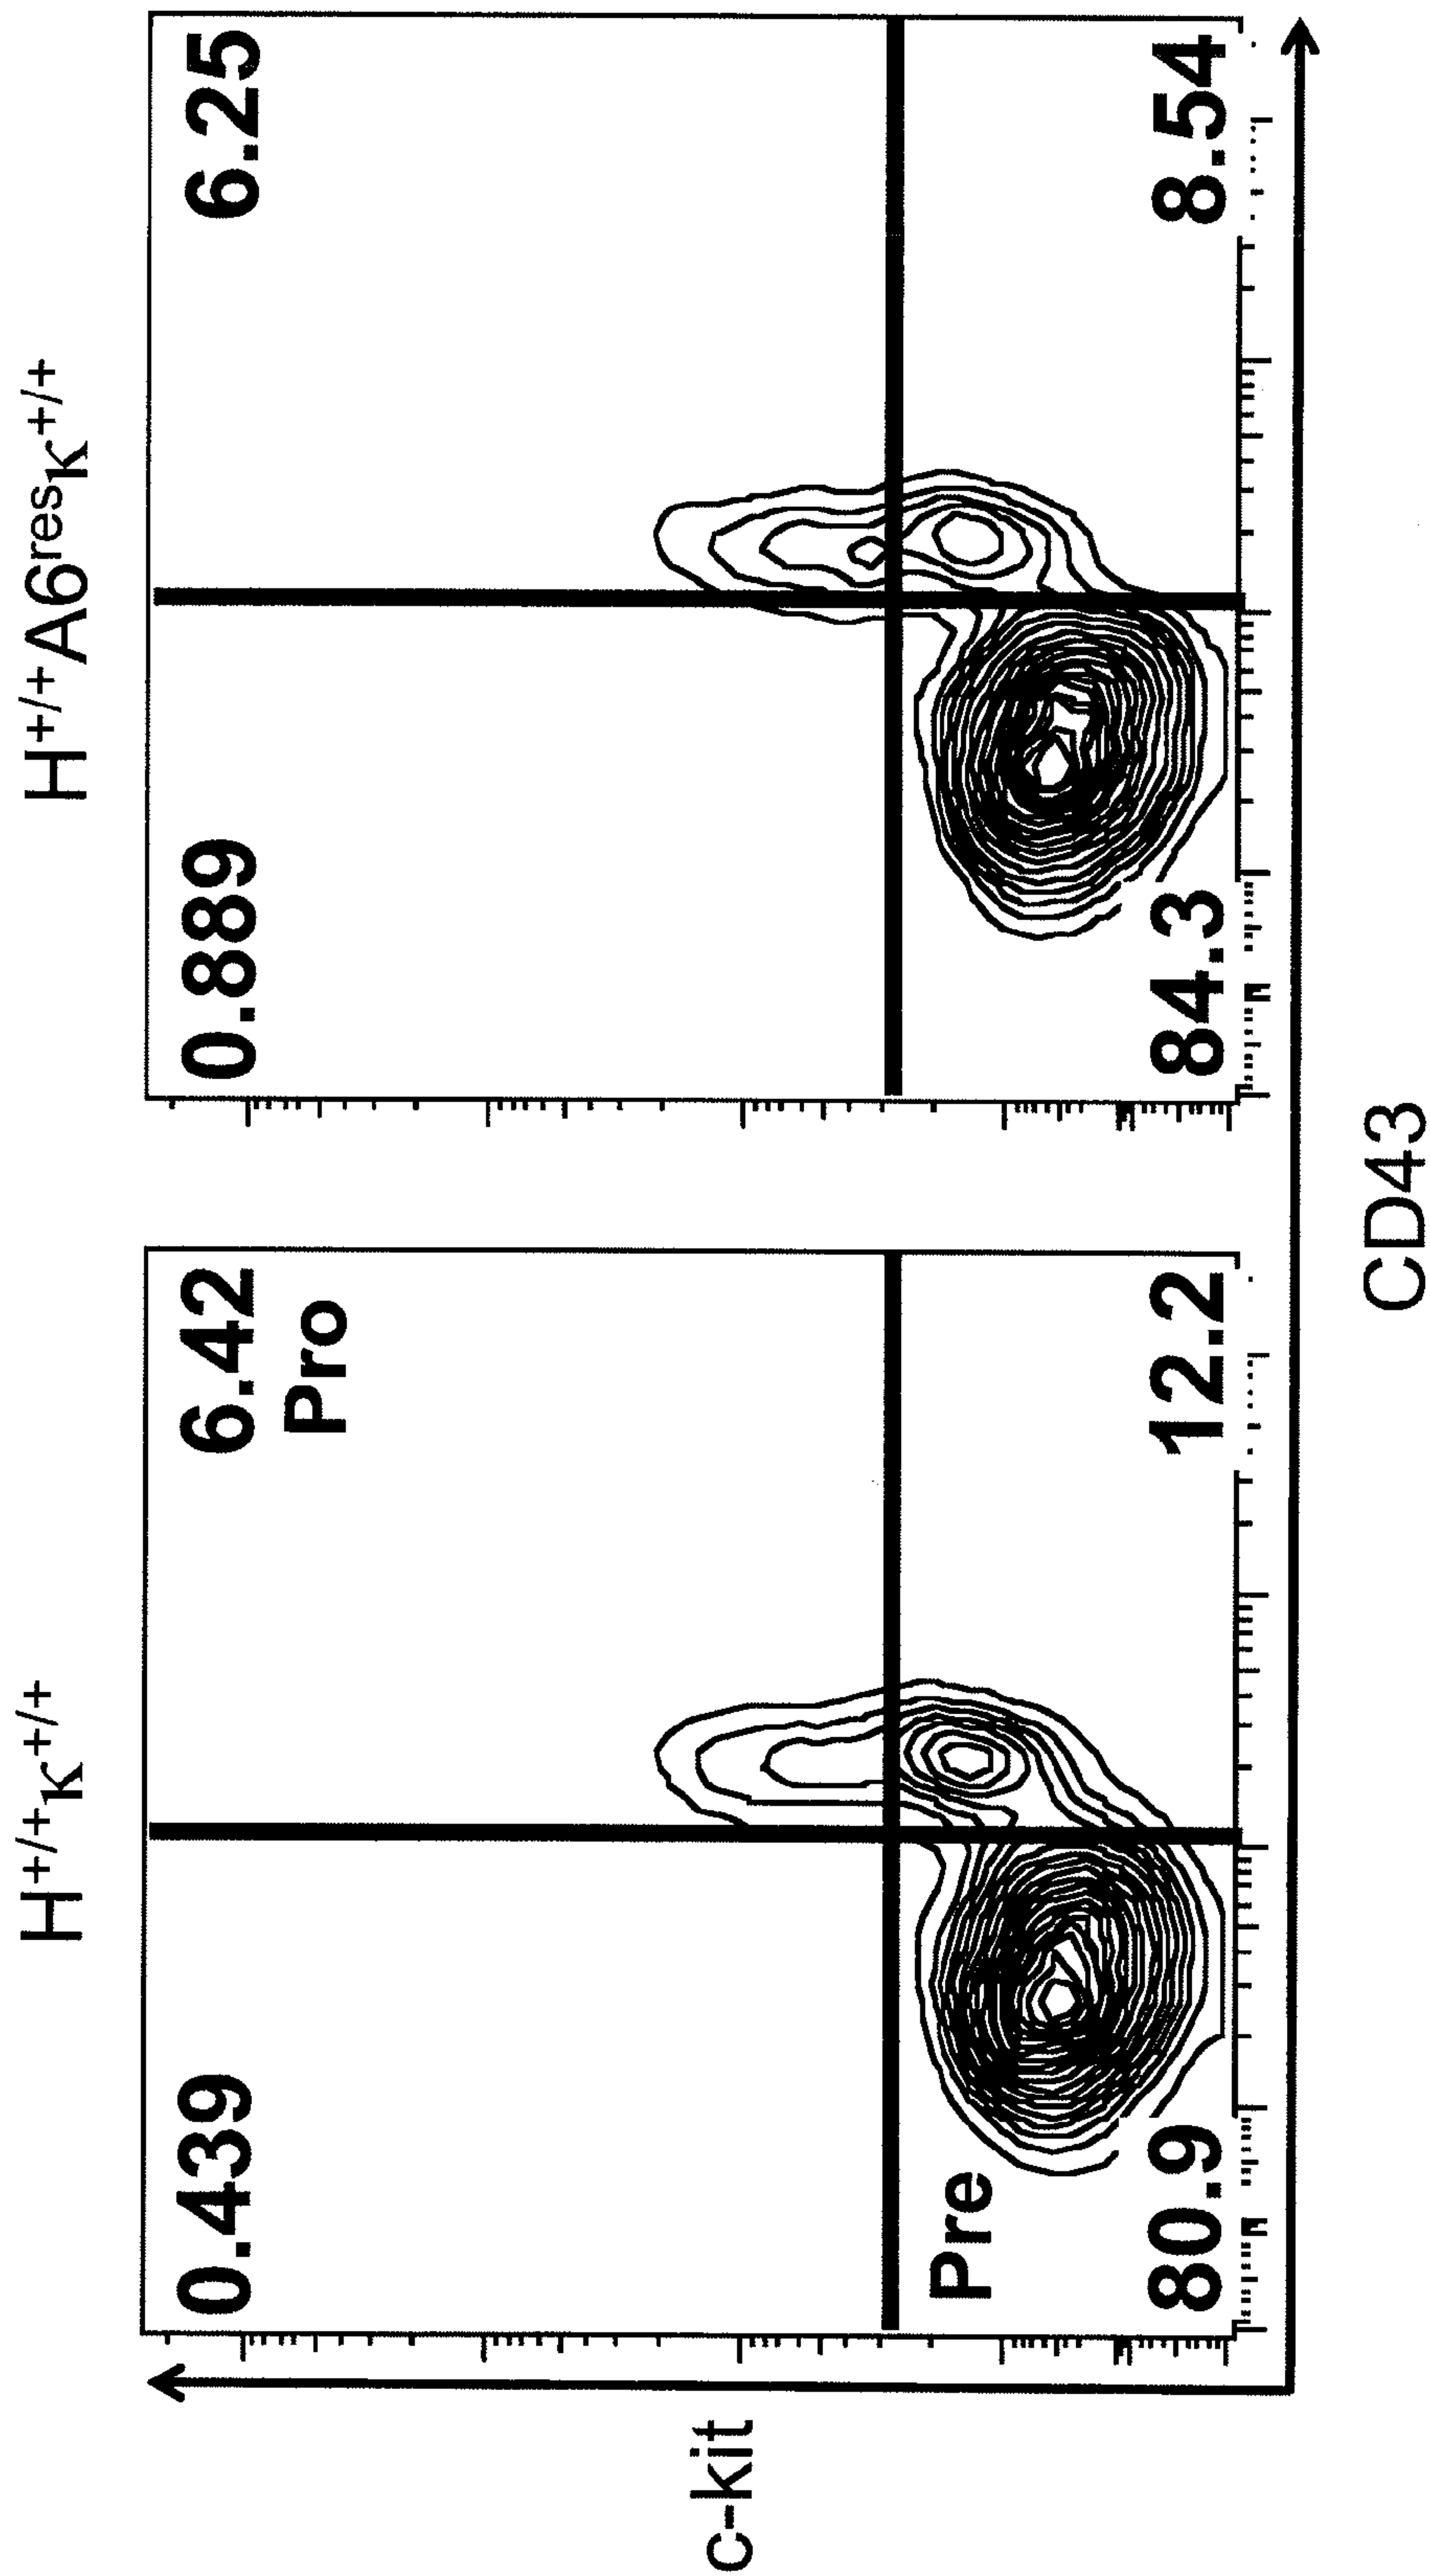 H+/+κ+/+
H+/+A6resκ+/+
0.439
6.42
Pro
0.889
6.25
c-kit
Pre
80.9
12.2
84.3
8.54
CD43